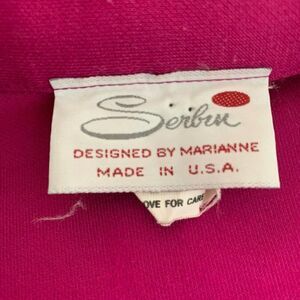 Serbin
DESIGNED BY MARIANNE
MADE IN U.S.A.
OVE FOR CARE